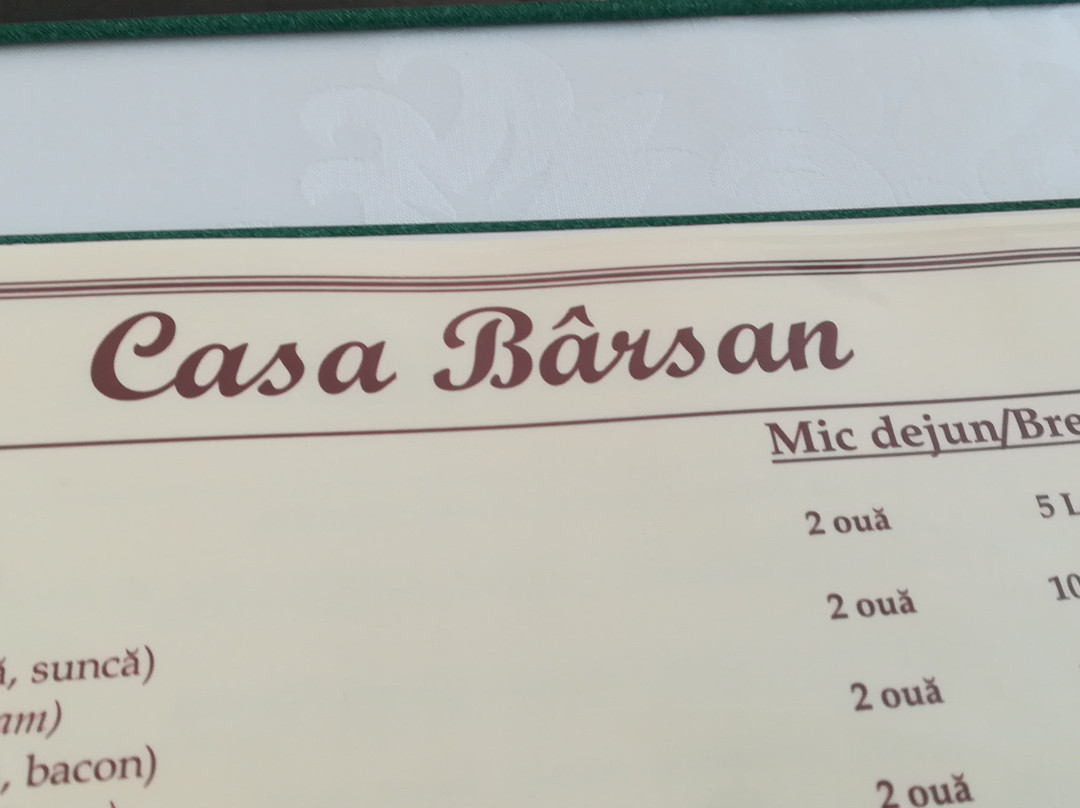 Casa Bârsan
Mic dejun/Bre
2 ouă 5 L
2 ouă 10
, suncă)
2 ouă
am)
, bacon)
2 ouă